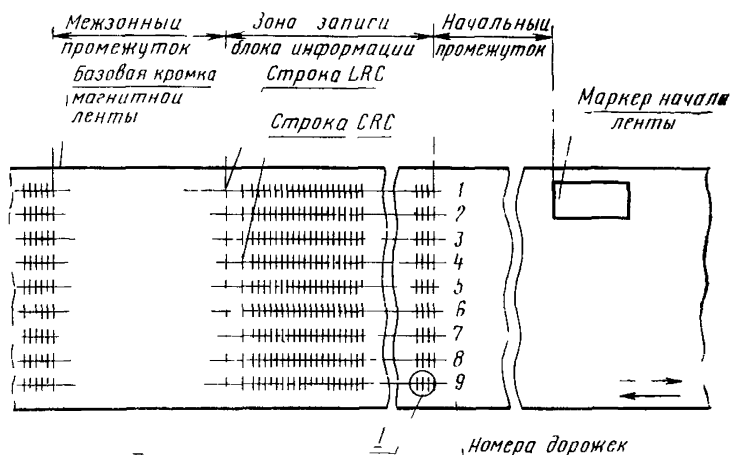 Межзонный
промежуток
Зона записи
блока информации
Начальный
промежуток
Базовая кромка
магнитной
ленты
Строка LRC
Строка CRC
Маркер начала
ленты
1
2
3
4
5
6
7
8
9
I
Номера дорожек